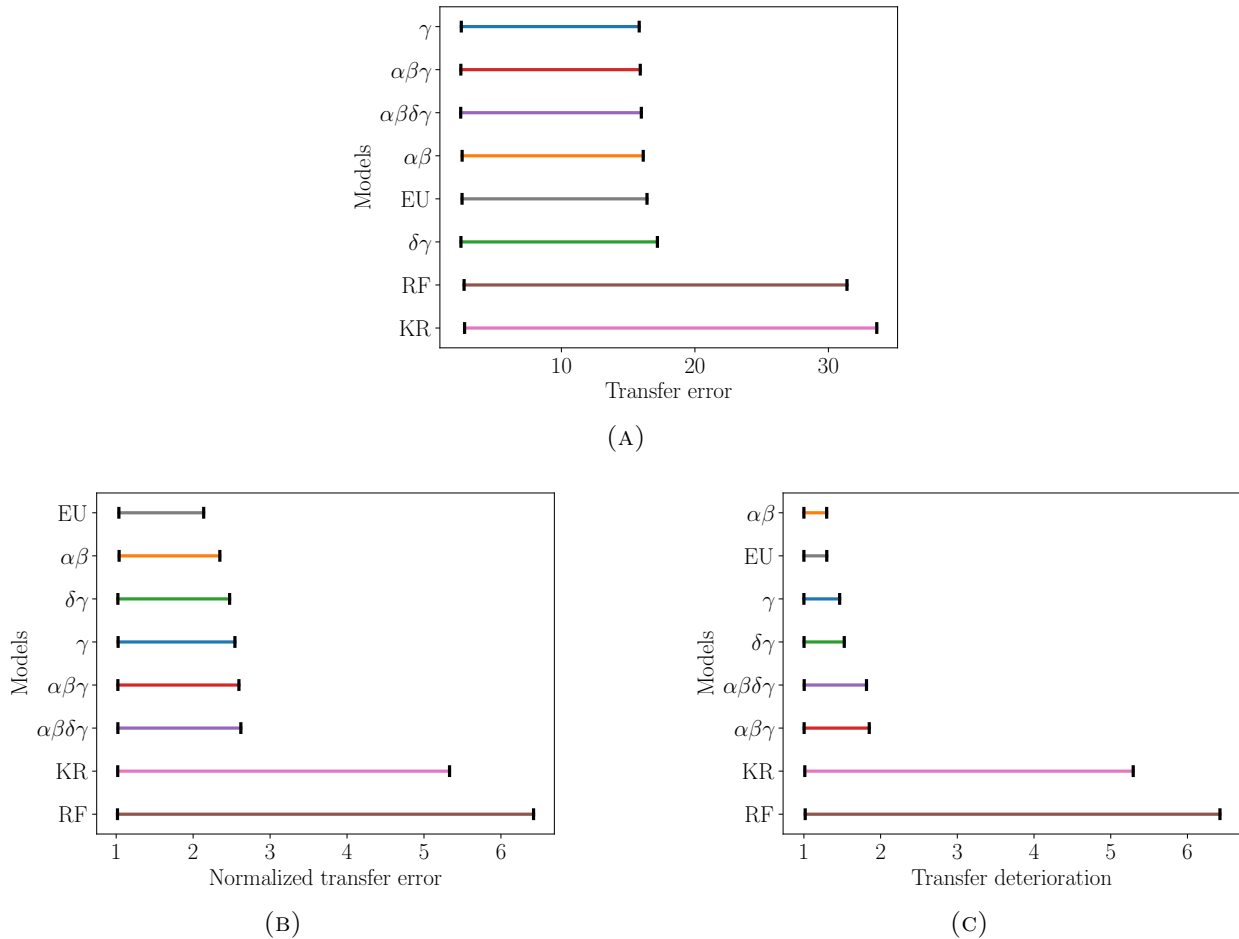 γ
αβγ
αβδγ
αβ
EU
δγ
RF
KR
Models
10 20 30
Transfer error
(A)
EU
αβ
δγ
γ
αβγ
αβδγ
KR
RF
Models
1 2 3 4 5 6
Normalized transfer error
(B)
αβ
EU
γ
δγ
αβδγ
αβγ
KR
RF
Models
1 2 3 4 5 6
Transfer deterioration
(C)